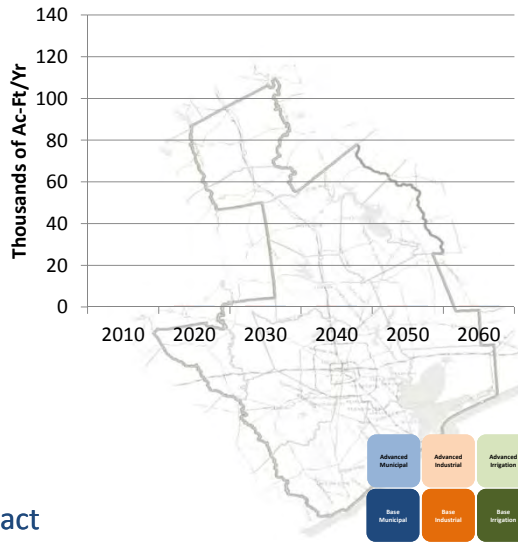 140
120
100
80
60
40
20
0
Thousands of Ac-Ft/Yr
2010 2020 2030 2040 2050 2060
Advanced Municipal
Advanced Industrial
Advanced Irrigation
Base Municipal
Base Industrial
Base Irrigation
act